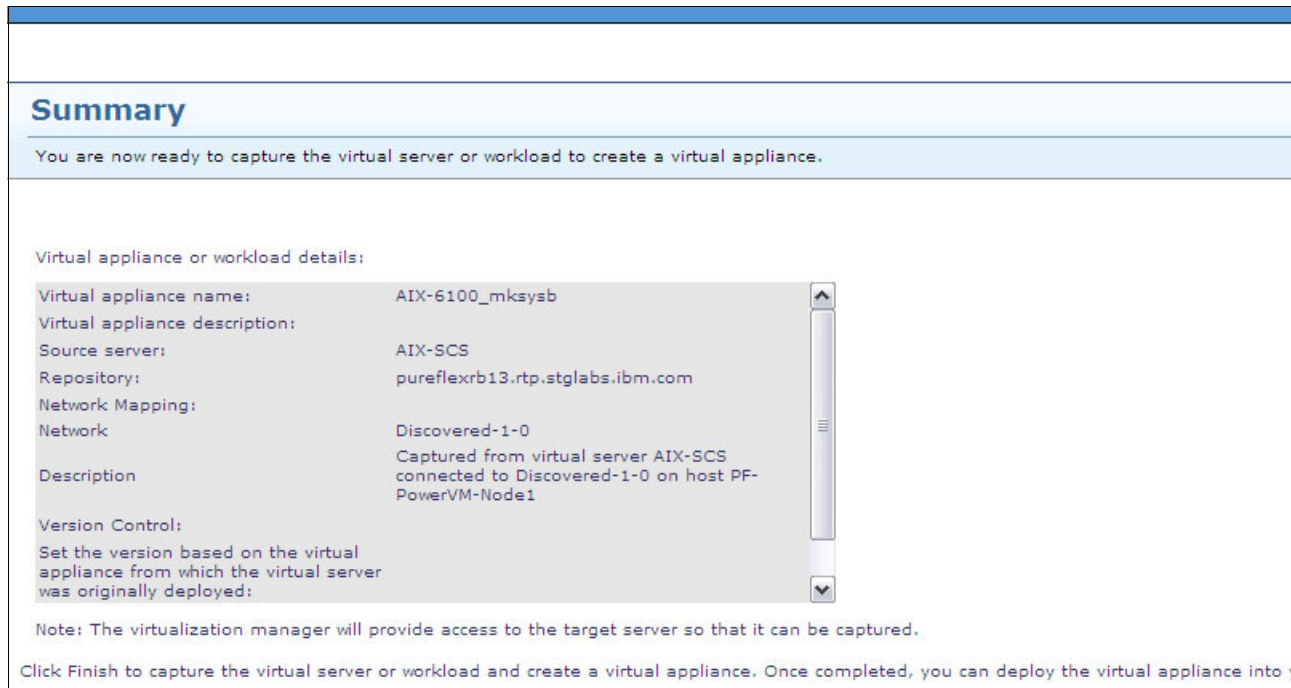 Summary
You are now ready to capture the virtual server or workload to create a virtual appliance.
Virtual appliance or workload details:
Virtual appliance name: AIX-6100_mksysb
Virtual appliance description:
Source server: AIX-SCS
Repository: pureflexrb13.rtp.stglabs.ibm.com
Network Mapping:
Network Discovered-1-0
Description Captured from virtual server AIX-SCS
connected to Discovered-1-0 on host PF-
PowerVM-Node1
Version Control:
Set the version based on the virtual
appliance from which the virtual server
was originally deployed:
Note: The virtualization manager will provide access to the target server so that it can be captured.
Click Finish to capture the virtual server or workload and create a virtual appliance. Once completed, you can deploy the virtual appliance into